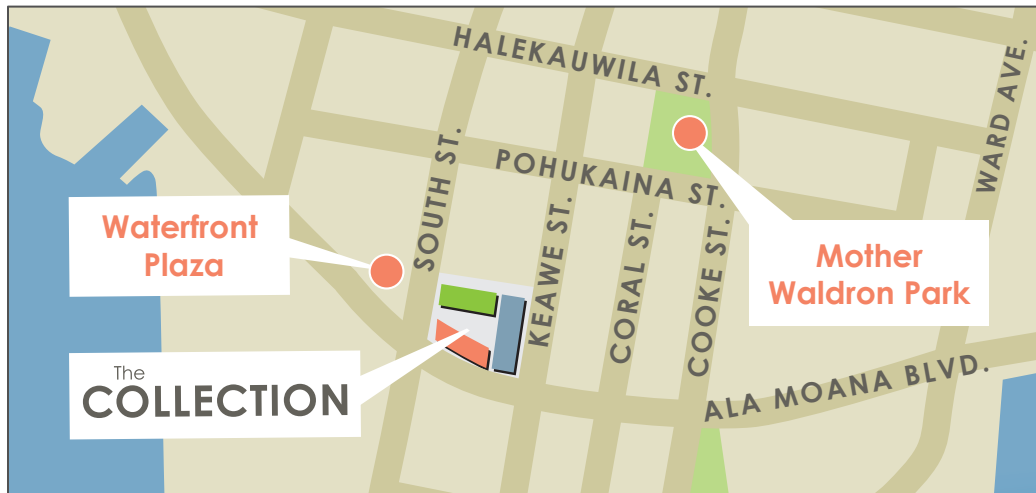 HALEKAUWILA ST.
WARD AVE.
SOUTH ST.
POHUKAINA ST.
Waterfront
Plaza
KEAWE ST.
CORAL ST.
COOKE ST.
Mother
Waldron Park
The
COLLECTION
ALA MOANA BLVD.